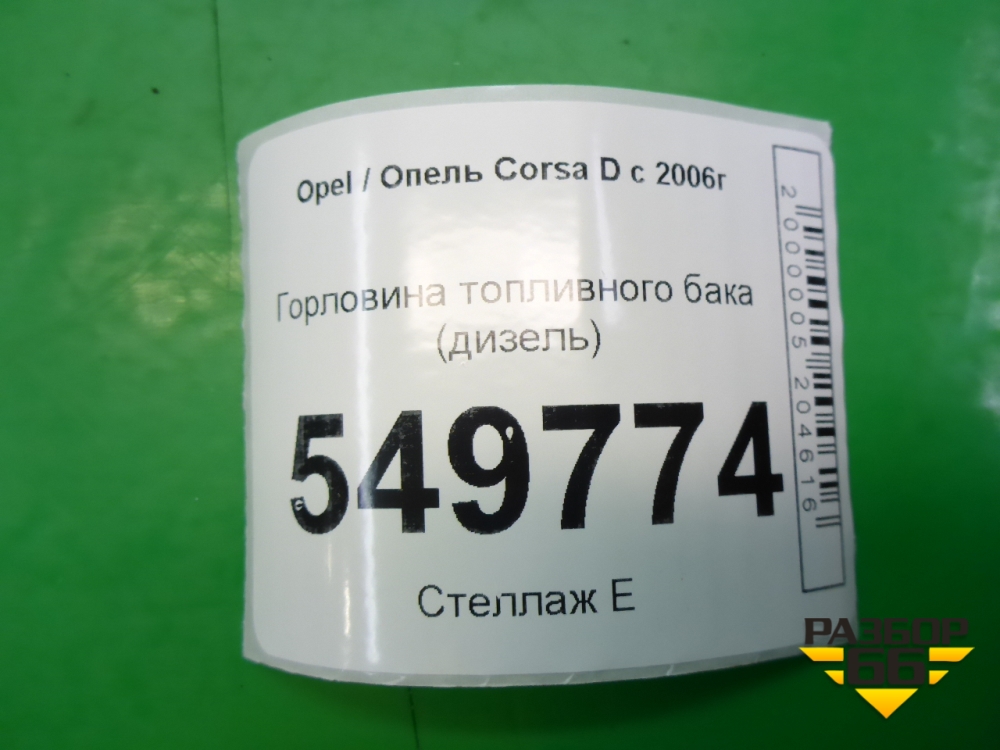 Opel / Опель Corsa D с 2006г
Горловина топливного бака
(дизель)
549774
Стеллаж Е
2000005204616
РАЗБОР
66